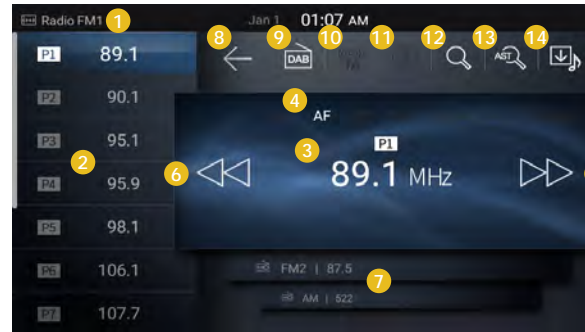 Radio FM1 1 Jan 1 01:07 AM
P1 89.1
P2 90.1
P3 95.1
2
P4 95.9
P5 98.1
P6 106.1
P7 107.7
8 9 10 11 12 13 14
DAB AST
4
AF
3
P1
6
89.1 MHz
FM2 | 87.5
7
AM | 522